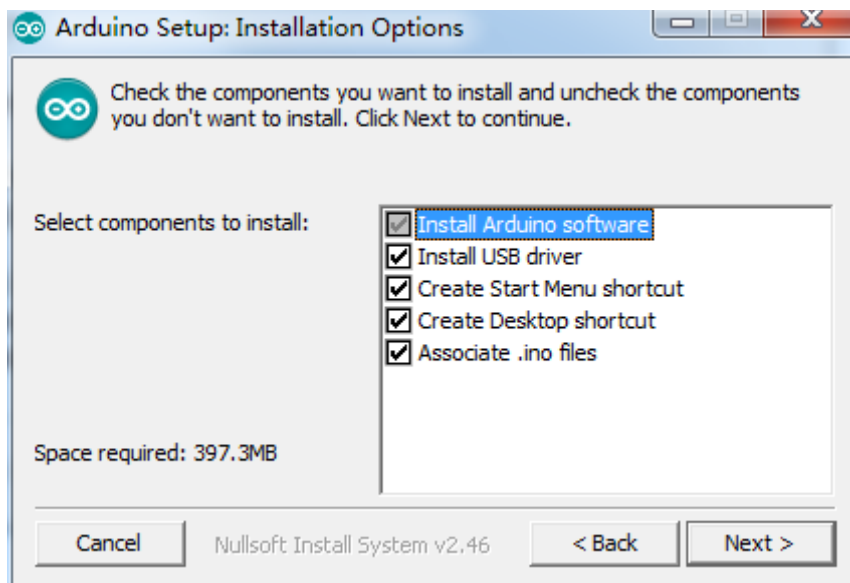 Arduino Setup: Installation Options
Check the components you want to install and uncheck the components
you don't want to install. Click Next to continue.
Select components to install:
Install Arduino software
Install USB driver
Create Start Menu shortcut
Create Desktop shortcut
Associate .ino files
Space required: 397.3MB
Cancel
Nullsoft Install System v2.46
< Back
Next >